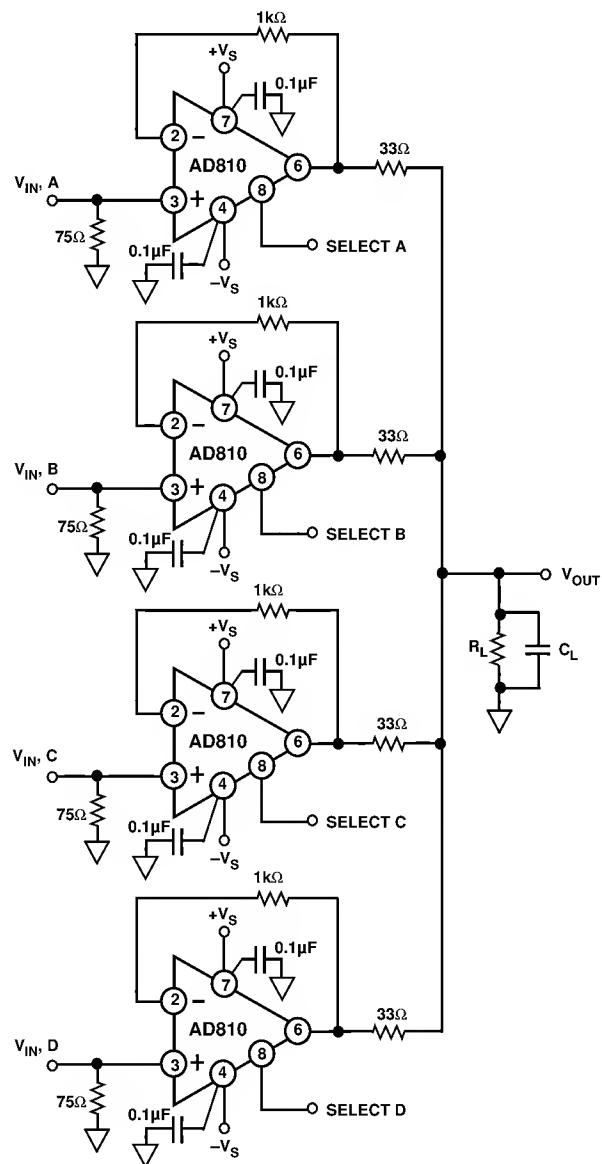 1kΩ
+VS
0.1µF
7
2 −
AD810
6
33Ω
VIN, A
3 +
8
4
75Ω
0.1µF
SELECT A
−VS
1kΩ
+VS
0.1µF
7
2 −
AD810
6
33Ω
VIN, B
3 +
8
4
75Ω
0.1µF
SELECT B
−VS
VOUT
1kΩ
RL
CL
+VS
0.1µF
7
2 −
AD810
6
33Ω
VIN, C
3 +
8
4
75Ω
0.1µF
SELECT C
−VS
1kΩ
+VS
0.1µF
7
2 −
AD810
6
33Ω
VIN, D
3 +
8
4
75Ω
0.1µF
SELECT D
−VS